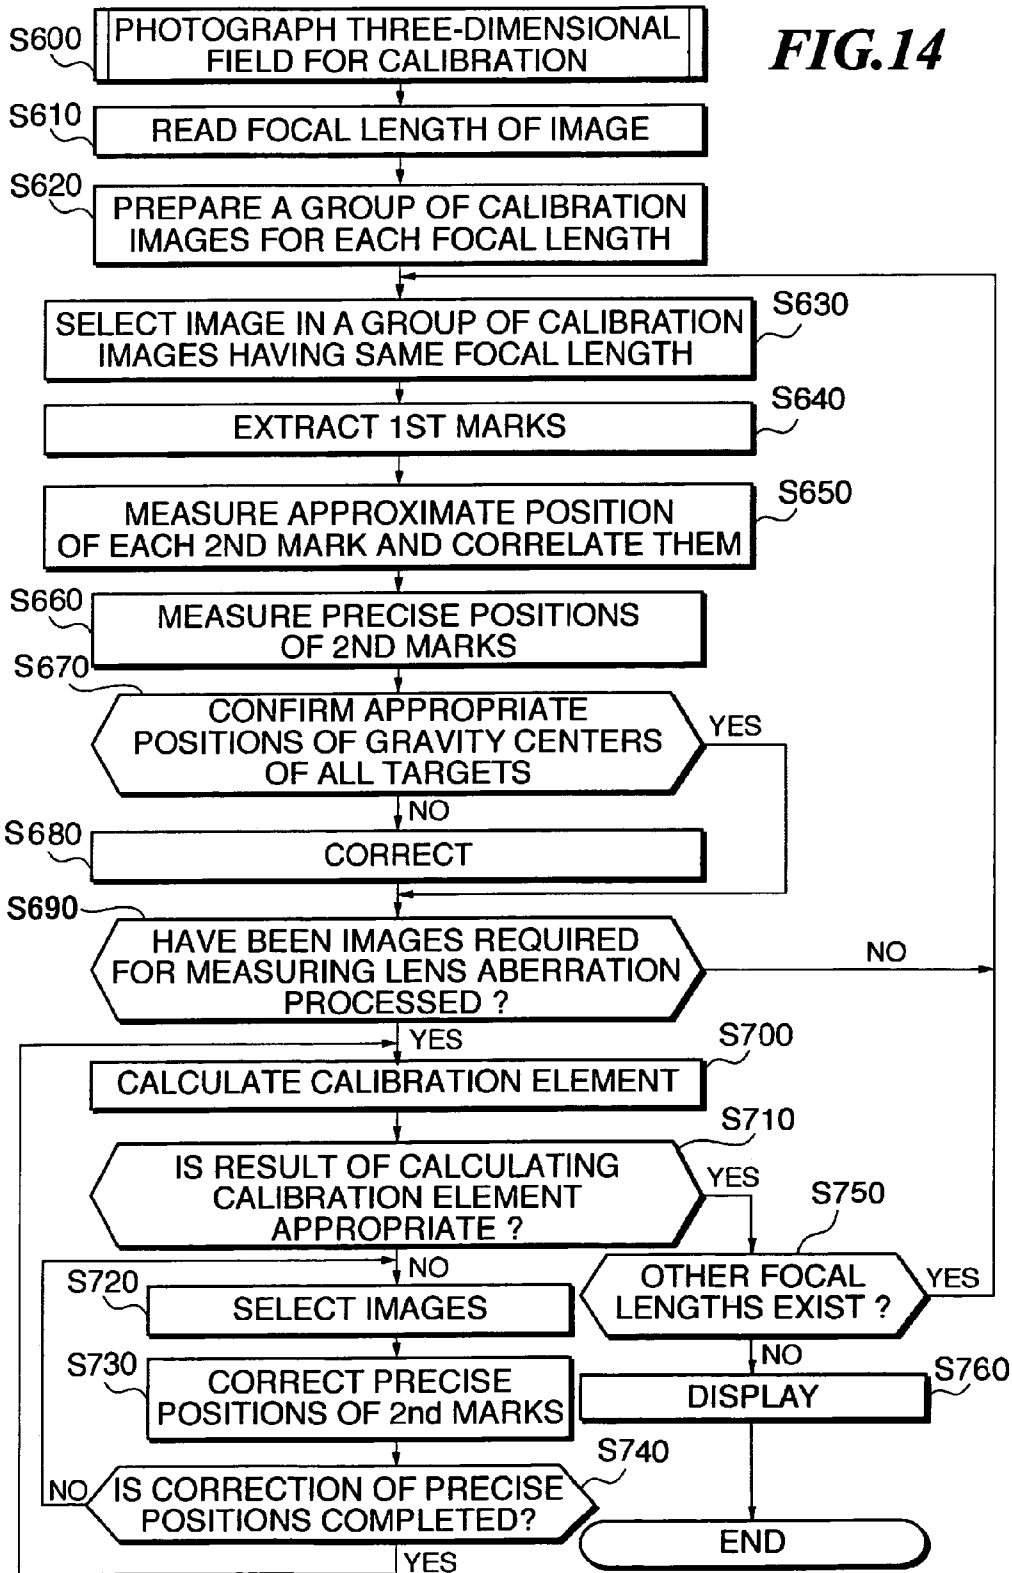 FIG.14
S600
PHOTOGRAPH THREE-DIMENSIONAL
FIELD FOR CALIBRATION
S610
READ FOCAL LENGTH OF IMAGE
S620
PREPARE A GROUP OF CALIBRATION
IMAGES FOR EACH FOCAL LENGTH
S630
SELECT IMAGE IN A GROUP OF CALIBRATION
IMAGES HAVING SAME FOCAL LENGTH
S640
EXTRACT 1ST MARKS
S650
MEASURE APPROXIMATE POSITION
OF EACH 2ND MARK AND CORRELATE THEM
S660
MEASURE PRECISE POSITIONS
OF 2ND MARKS
S670
CONFIRM APPROPRIATE
POSITIONS OF GRAVITY CENTERS
OF ALL TARGETS
YES
NO
S680
CORRECT
S690
HAVE BEEN IMAGES REQUIRED
FOR MEASURING LENS ABERRATION
PROCESSED ?
NO
YES
S700
CALCULATE CALIBRATION ELEMENT
S710
IS RESULT OF CALCULATING
CALIBRATION ELEMENT
APPROPRIATE ?
YES
NO
S720
SELECT IMAGES
S730
CORRECT PRECISE
POSITIONS OF 2nd MARKS
S740
IS CORRECTION OF PRECISE
POSITIONS COMPLETED?
NO
YES
S750
OTHER FOCAL
LENGTHS EXIST ?
YES
NO
S760
DISPLAY
END